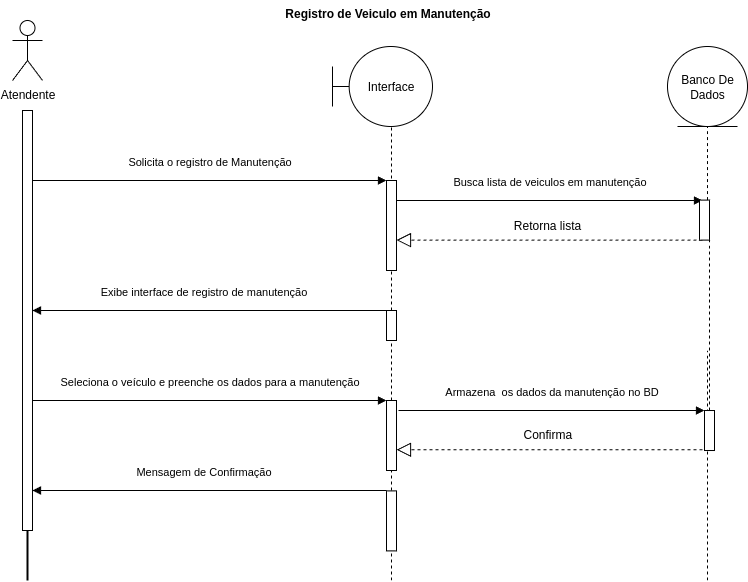 Registro de Veiculo em Manutenção
Atendente
Interface
Banco De
Dados
Solicita o registro de Manutenção
Busca lista de veiculos em manutenção
Retorna lista
Exibe interface de registro de manutenção
Seleciona o veículo e preenche os dados para a manutenção
Armazena  os dados da manutenção no BD
Confirma
Mensagem de Confirmação